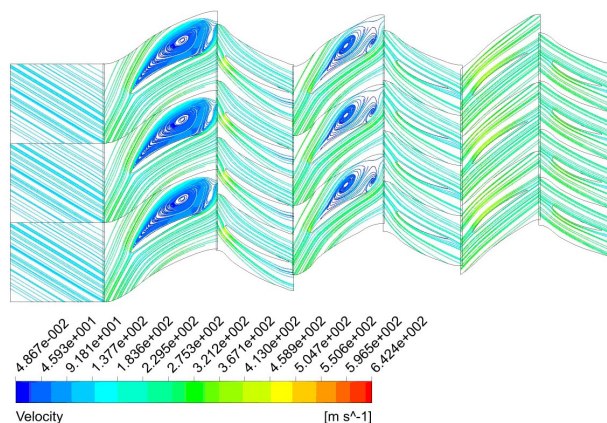 4.867e-002
4.593e+001
9.181e+001
1.377e+002
1.836e+002
2.295e+002
2.753e+002
3.212e+002
3.671e+002
4.130e+002
4.589e+002
5.047e+002
5.506e+002
5.965e+002
6.424e+002
Velocity [m s^-1]